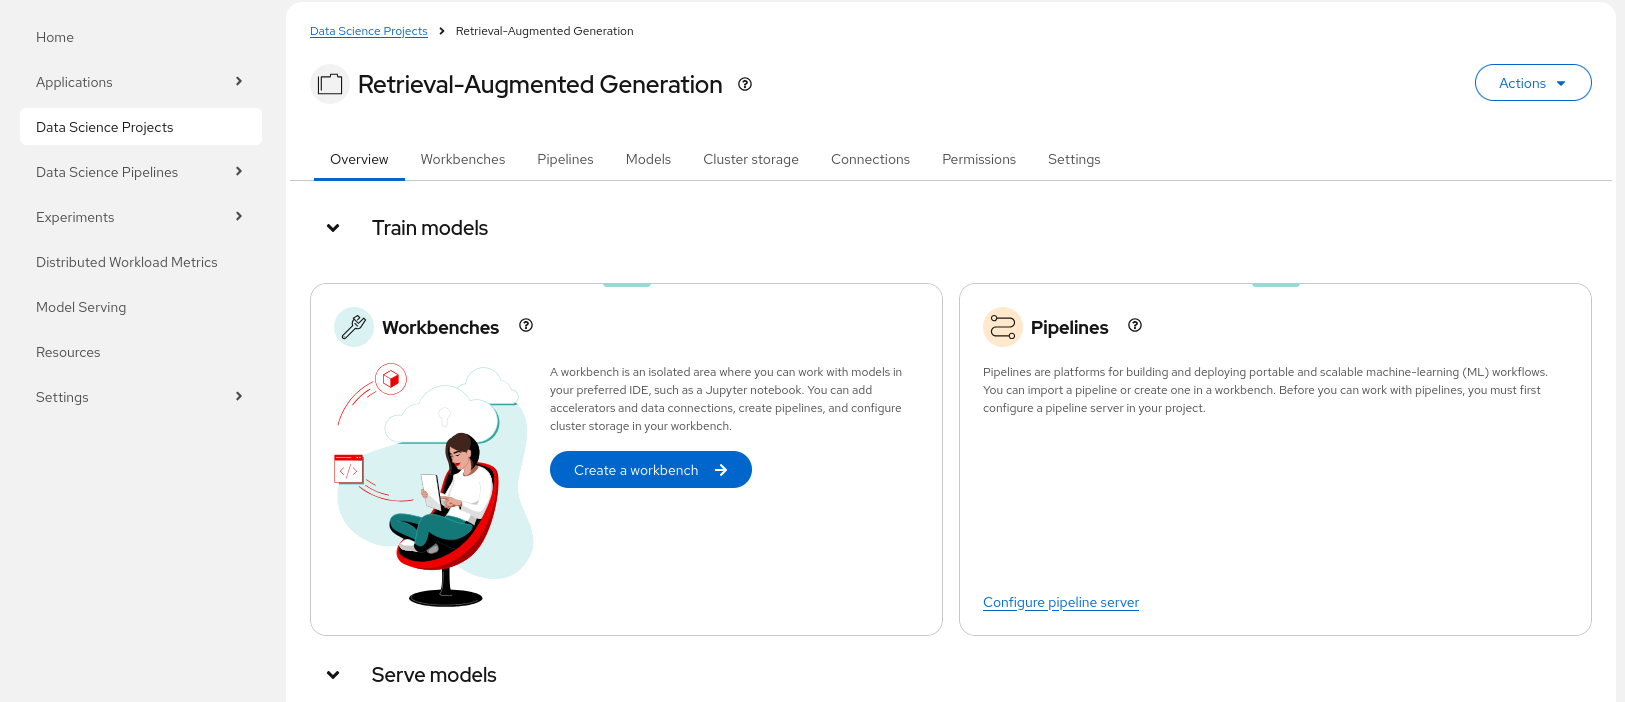 Home
Applications
Data Science Projects
Data Science Pipelines
Experiments
Distributed Workload Metrics
Model Serving
Resources
Settings
Data Science Projects > Retrieval-Augmented Generation
Retrieval-Augmented Generation
Actions
Overview Workbenches Pipelines Models Cluster storage Connections Permissions Settings
Train models
Workbenches
A workbench is an isolated area where you can work with models in
your preferred IDE, such as a Jupyter notebook. You can add
accelerators and data connections, create pipelines, and configure
cluster storage in your workbench.
Create a workbench
</>
Pipelines
Pipelines are platforms for building and deploying portable and scalable machine-learning (ML) workflows.
You can import a pipeline or create one in a workbench. Before you can work with pipelines, you must first
configure a pipeline server in your project.
Configure pipeline server
Serve models